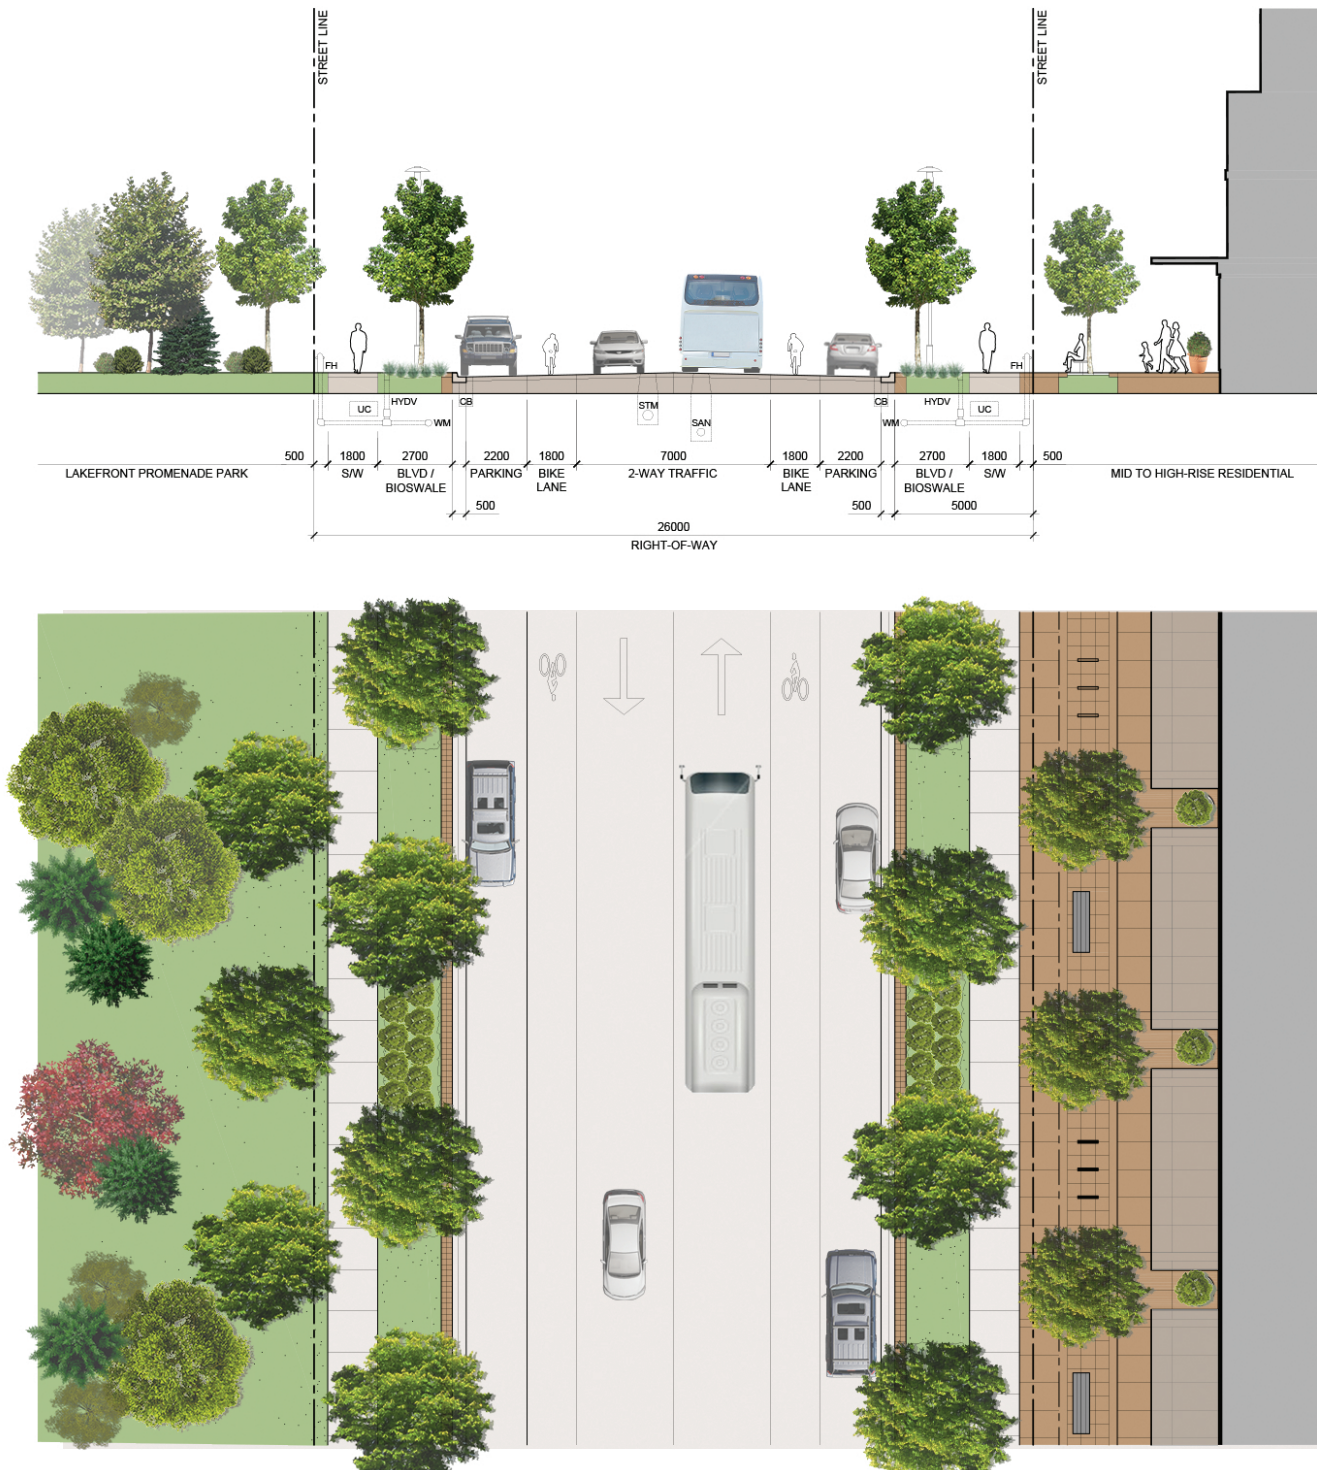 STREET LINE
STREET LINE
FH
FH
UC
HYDV
CB
STM
CB
HYDV
UC
WM
SAN
WM
500
1800
2700
2200
1800
7000
1800
2200
2700
1800
500
LAKEFRONT PROMENADE PARK
S/W
BLVD /
BIOSWALE
PARKING
BIKE
LANE
2-WAY TRAFFIC
BIKE
LANE
PARKING
BLVD /
BIOSWALE
S/W
MID TO HIGH-RISE RESIDENTIAL
500
500
5000
26000
RIGHT-OF-WAY